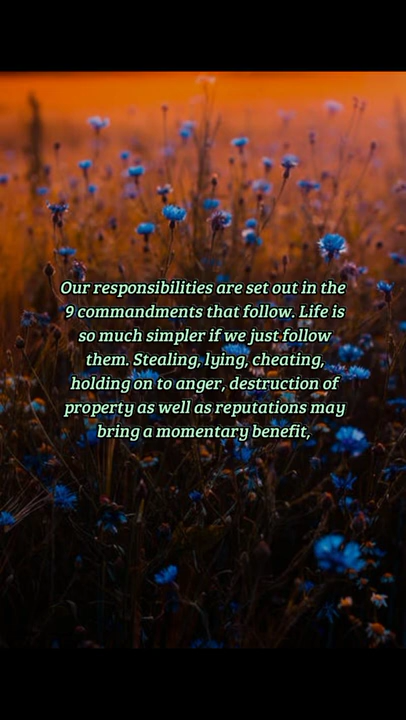 Our responsibilities are set out in the
9 commandments that follow. Life is
so much simpler if we just follow
them. Stealing, lying, cheating,
holding on to anger, destruction of
property as well as reputations may
bring a momentary benefit,